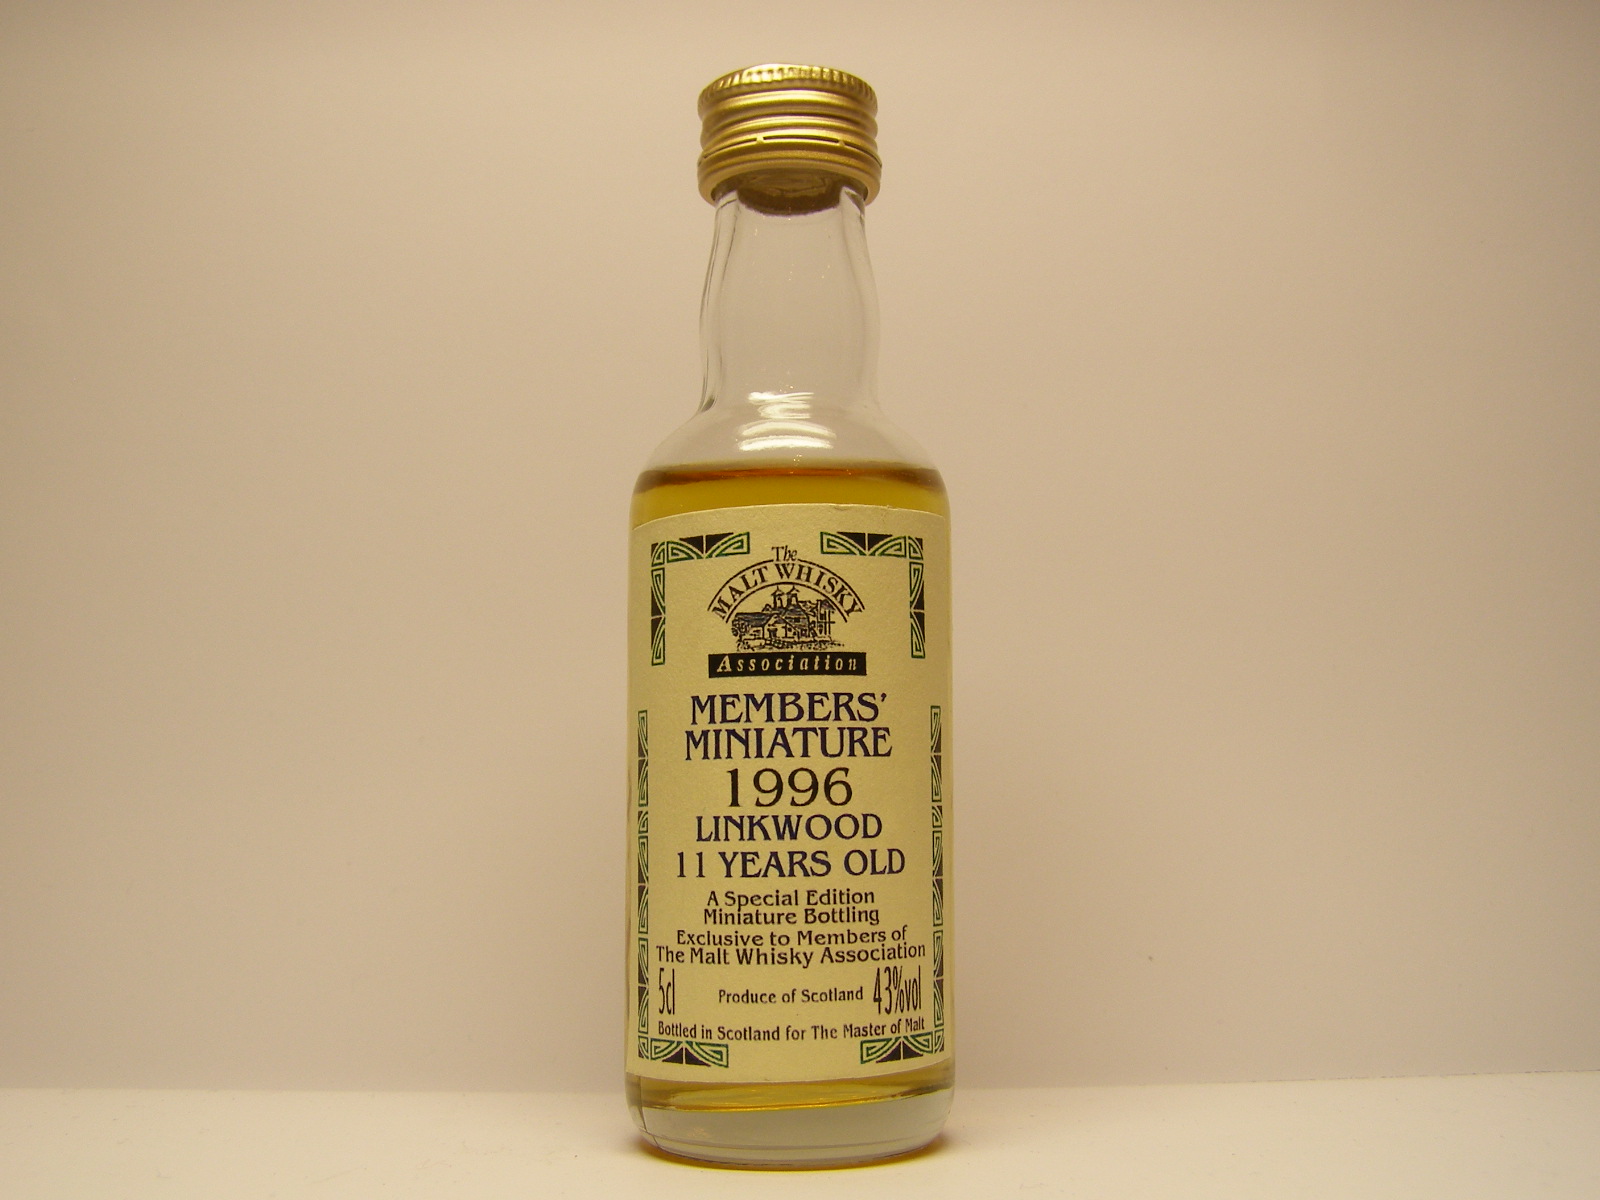 The
MALT WHISKY
Association
MEMBERS'
MINIATURE
1996
LINKWOOD
11 YEARS OLD
A Special Edition
Miniature Bottling
Exclusive to Members of
The Malt Whisky Association
5cl Produce of Scotland 43%vol
Bottled in Scotland for The Master of Malt